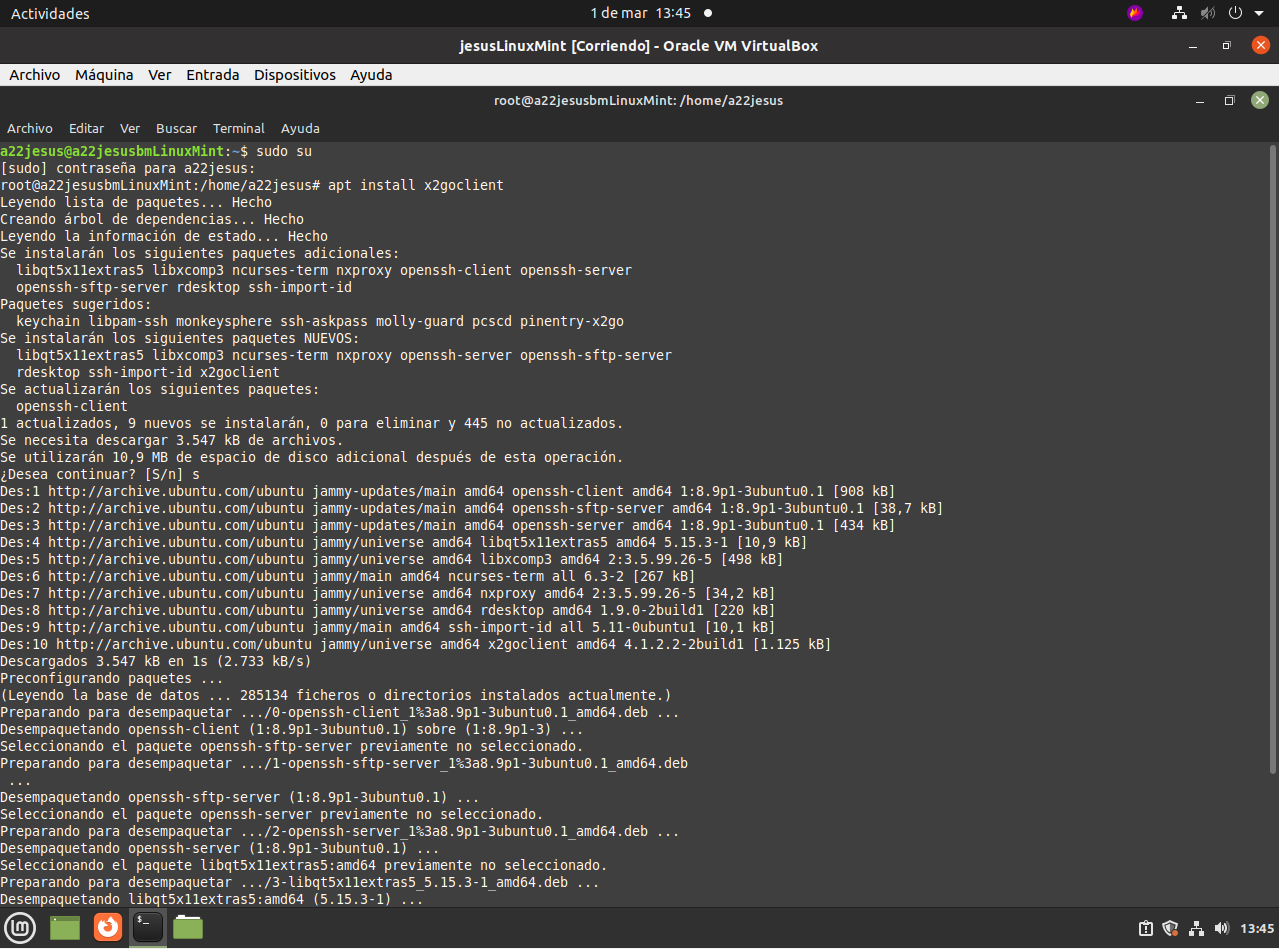 Actividades
1 de mar 13:45
jesusLinuxMint [Corriendo] - Oracle VM VirtualBox
Archivo Máquina Ver Entrada Dispositivos Ayuda
root@a22jesusbmLinuxMint: /home/a22jesus
Archivo Editar Ver Buscar Terminal Ayuda
a22jesus@a22jesusbmLinuxMint:~$ sudo su
[sudo] contraseña para a22jesus:
root@a22jesusbmLinuxMint:/home/a22jesus# apt install x2goclient
Leyendo lista de paquetes... Hecho
Creando árbol de dependencias... Hecho
Leyendo la información de estado... Hecho
Se instalarán los siguientes paquetes adicionales:
  libqt5x11extras5 libxcomp3 ncurses-term nxproxy openssh-client openssh-server
  openssh-sftp-server rdesktop ssh-import-id
Paquetes sugeridos:
  keychain libpam-ssh monkeysphere ssh-askpass molly-guard pcscd pinentry-x2go
Se instalarán los siguientes paquetes NUEVOS:
  libqt5x11extras5 libxcomp3 ncurses-term nxproxy openssh-server openssh-sftp-server
  rdesktop ssh-import-id x2goclient
Se actualizarán los siguientes paquetes:
  openssh-client
1 actualizados, 9 nuevos se instalarán, 0 para eliminar y 445 no actualizados.
Se necesita descargar 3.547 kB de archivos.
Se utilizarán 10,9 MB de espacio de disco adicional después de esta operación.
¿Desea continuar? [S/n] s
Des:1 http://archive.ubuntu.com/ubuntu jammy-updates/main amd64 openssh-client amd64 1:8.9p1-3ubuntu0.1 [908 kB]
Des:2 http://archive.ubuntu.com/ubuntu jammy-updates/main amd64 openssh-sftp-server amd64 1:8.9p1-3ubuntu0.1 [38,7 kB]
Des:3 http://archive.ubuntu.com/ubuntu jammy-updates/main amd64 openssh-server amd64 1:8.9p1-3ubuntu0.1 [434 kB]
Des:4 http://archive.ubuntu.com/ubuntu jammy/universe amd64 libqt5x11extras5 amd64 5.15.3-1 [10,9 kB]
Des:5 http://archive.ubuntu.com/ubuntu jammy/universe amd64 libxcomp3 amd64 2:3.5.99.26-5 [498 kB]
Des:6 http://archive.ubuntu.com/ubuntu jammy/main amd64 ncurses-term all 6.3-2 [267 kB]
Des:7 http://archive.ubuntu.com/ubuntu jammy/universe amd64 nxproxy amd64 2:3.5.99.26-5 [34,2 kB]
Des:8 http://archive.ubuntu.com/ubuntu jammy/universe amd64 rdesktop amd64 1.9.0-2build1 [220 kB]
Des:9 http://archive.ubuntu.com/ubuntu jammy/main amd64 ssh-import-id all 5.11-0ubuntu1 [10,1 kB]
Des:10 http://archive.ubuntu.com/ubuntu jammy/universe amd64 x2goclient amd64 4.1.2.2-2build1 [1.125 kB]
Descargados 3.547 kB en 1s (2.733 kB/s)
Preconfigurando paquetes ...
(Leyendo la base de datos ... 285134 ficheros o directorios instalados actualmente.)
Preparando para desempaquetar .../0-openssh-client_1%3a8.9p1-3ubuntu0.1_amd64.deb ...
Desempaquetando openssh-client (1:8.9p1-3ubuntu0.1) sobre (1:8.9p1-3) ...
Seleccionando el paquete openssh-sftp-server previamente no seleccionado.
Preparando para desempaquetar .../1-openssh-sftp-server_1%3a8.9p1-3ubuntu0.1_amd64.deb
 ...
Desempaquetando openssh-sftp-server (1:8.9p1-3ubuntu0.1) ...
Seleccionando el paquete openssh-server previamente no seleccionado.
Preparando para desempaquetar .../2-openssh-server_1%3a8.9p1-3ubuntu0.1_amd64.deb ...
Desempaquetando openssh-server (1:8.9p1-3ubuntu0.1) ...
Seleccionando el paquete libqt5x11extras5:amd64 previamente no seleccionado.
Preparando para desempaquetar .../3-libqt5x11extras5_5.15.3-1_amd64.deb ...
Desempaquetando libqt5x11extras5:amd64 (5.15.3-1) ...
13:45